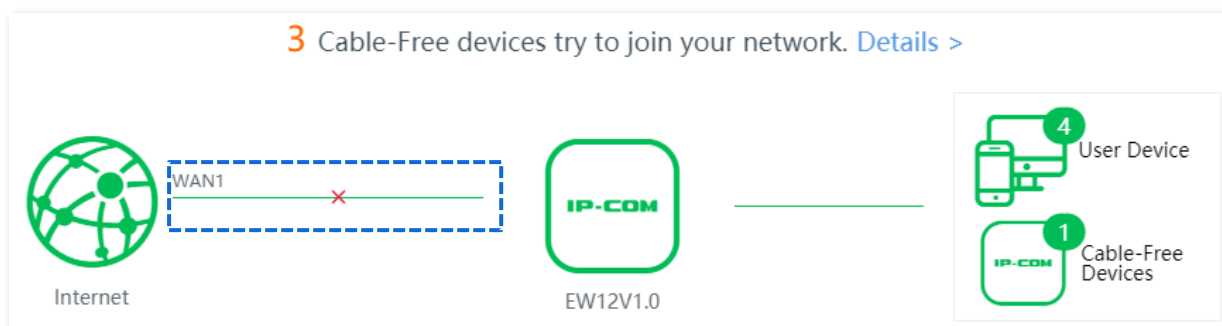 3 Cable-Free devices try to join your network. Details >
WAN1
Internet
IP-COM
EW12V1.0
4
User Device
1
IP-COM
Cable-Free
Devices